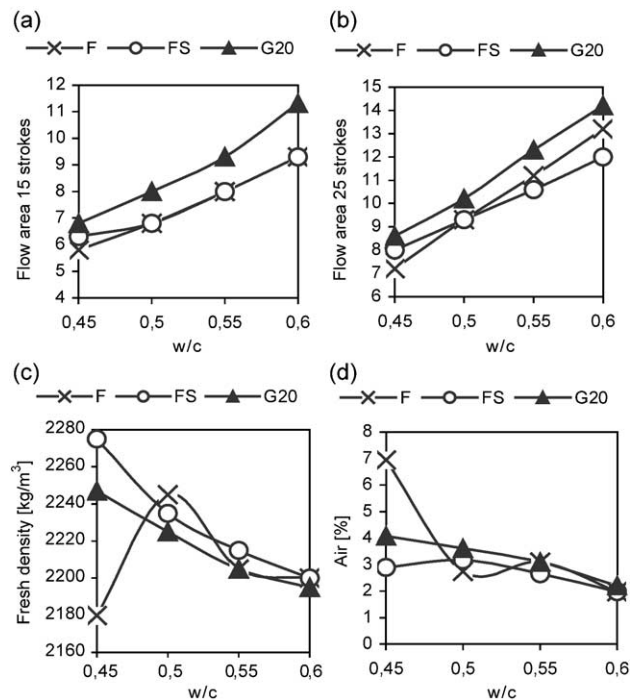 (a)
F FS G20
12
11
10
9
8
7
6
5
4
Flow area 15 strokes
0,45 0,5 0,55 0,6
w/c
(b)
F FS G20
15
14
13
12
11
10
9
8
7
6
Flow area 25 strokes
0,45 0,5 0,55 0,6
w/c
(c)
F FS G20
2280
2260
2240
2220
2200
2180
2160
Fresh density [kg/m³]
0,45 0,5 0,55 0,6
w/c
(d)
F FS G20
8
7
6
5
4
3
2
1
0
Air [%]
0,45 0,5 0,55 0,6
w/c